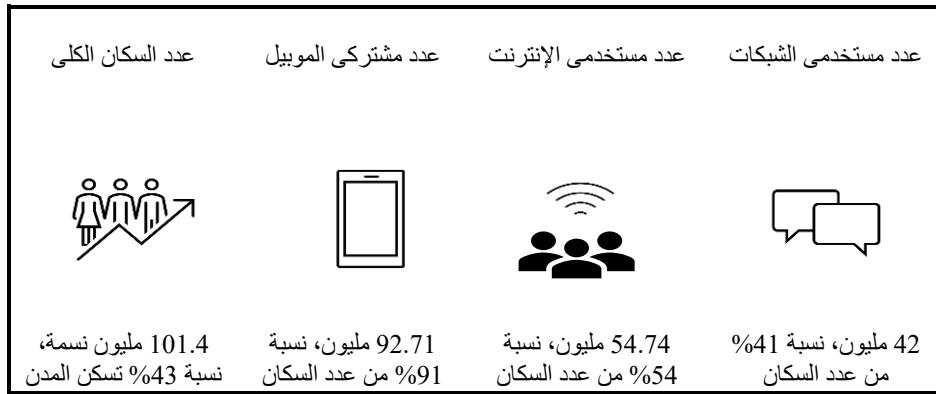 عدد مستخدمى الشبكات
عدد مستخدمى الإنترنت
عدد مشتركى الموبيل
عدد السكان الكلى
42 مليون، نسبة 41%
من عدد السكان
54.74 مليون، نسبة
54% من عدد السكان
92.71 مليون، نسبة
91% من عدد السكان
101.4 مليون نسمة،
نسبة 43% تسكن المدن